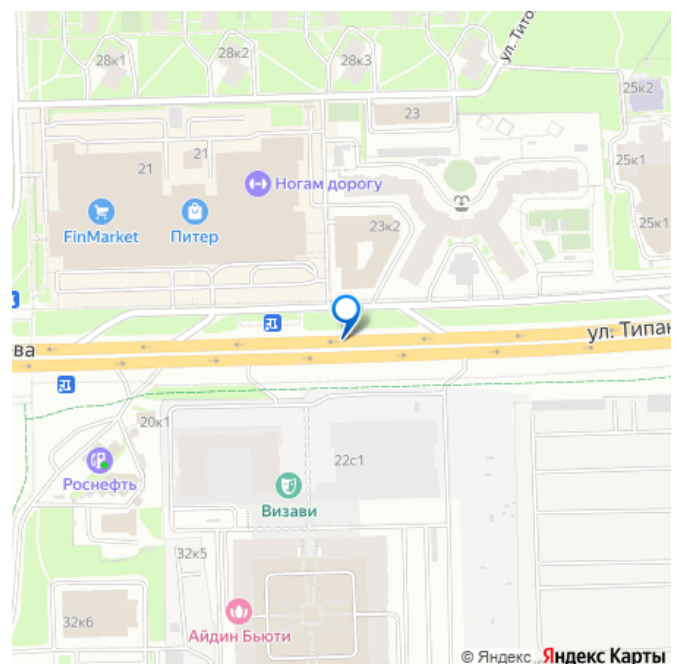 28к1
28к2
28к3
ул. Тито
25к2
23
21
21
Ногам дорогу
25к1
FinMarket
Питер
23к2
25к1
ева
ул. Типан
20к1
22с1
Роснефть
Визави
32к5
32к6
Айдин Бьюти
© Яндекс
Яндекс Карты